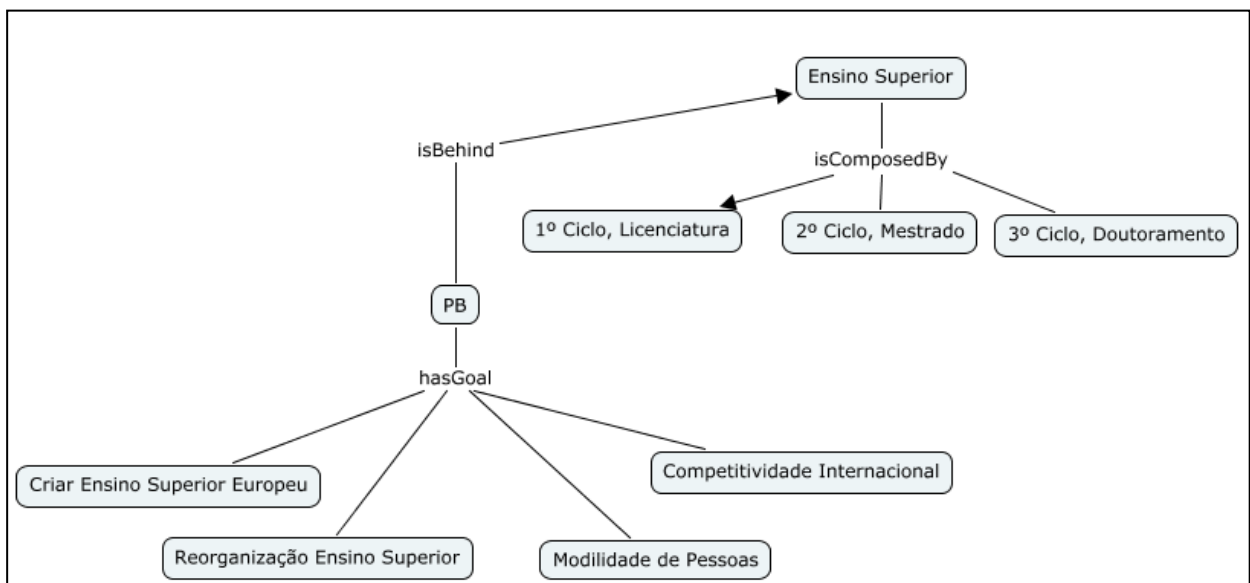 Ensino Superior
isBehind
isComposedBy
1º Ciclo, Licenciatura
2º Ciclo, Mestrado
3º Ciclo, Doutoramento
PB
hasGoal
Criar Ensino Superior Europeu
Competitividade Internacional
Reorganização Ensino Superior
Modilidade de Pessoas